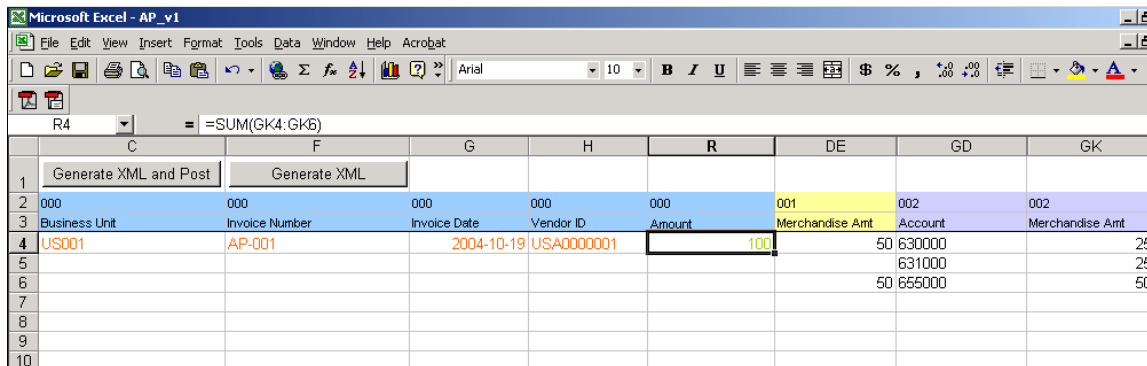 Microsoft Excel - AP_v1
File Edit View Insert Format Tools Data Window Help Acrobat
Arial 10 B I U $ % ,
R4 = =SUM(GK4:GK6)
C F G H R DE GD GK
1 Generate XML and Post Generate XML
2 000 000 000 000 000 001 002 002
3 Business Unit Invoice Number Invoice Date Vendor ID Amount Merchandise Amt Account Merchandise Amt
4 US001 AP-001 2004-10-19 USA0000001 100 50 630000 25
5 631000 25
6 50 655000 50
7
8
9
10